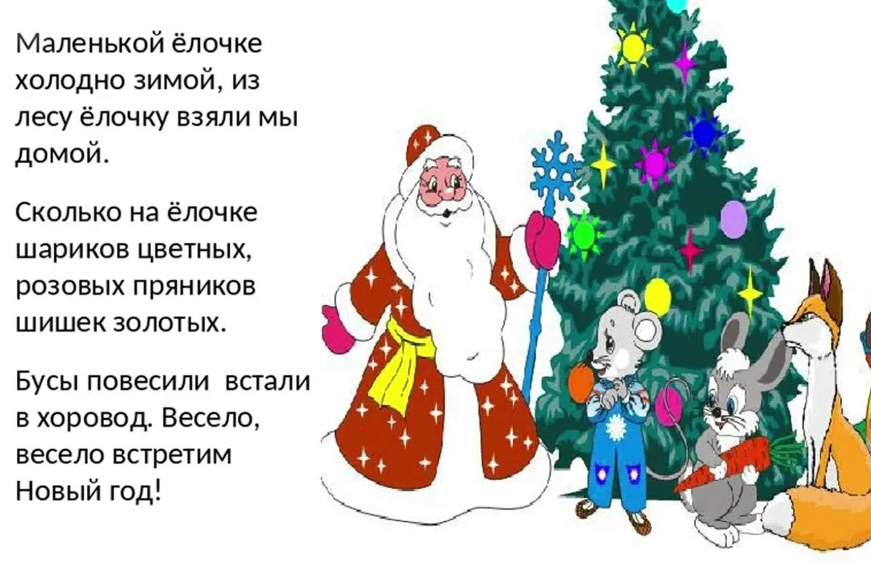 Маленькой ёлочке
холодно зимой, из
лесу ёлочку взяли мы
домой.
Сколько на ёлочке
шариков цветных,
розовых пряников
шишек золотых.
Бусы повесили  встали
в хоровод. Весело,
весело встретим
Новый год!